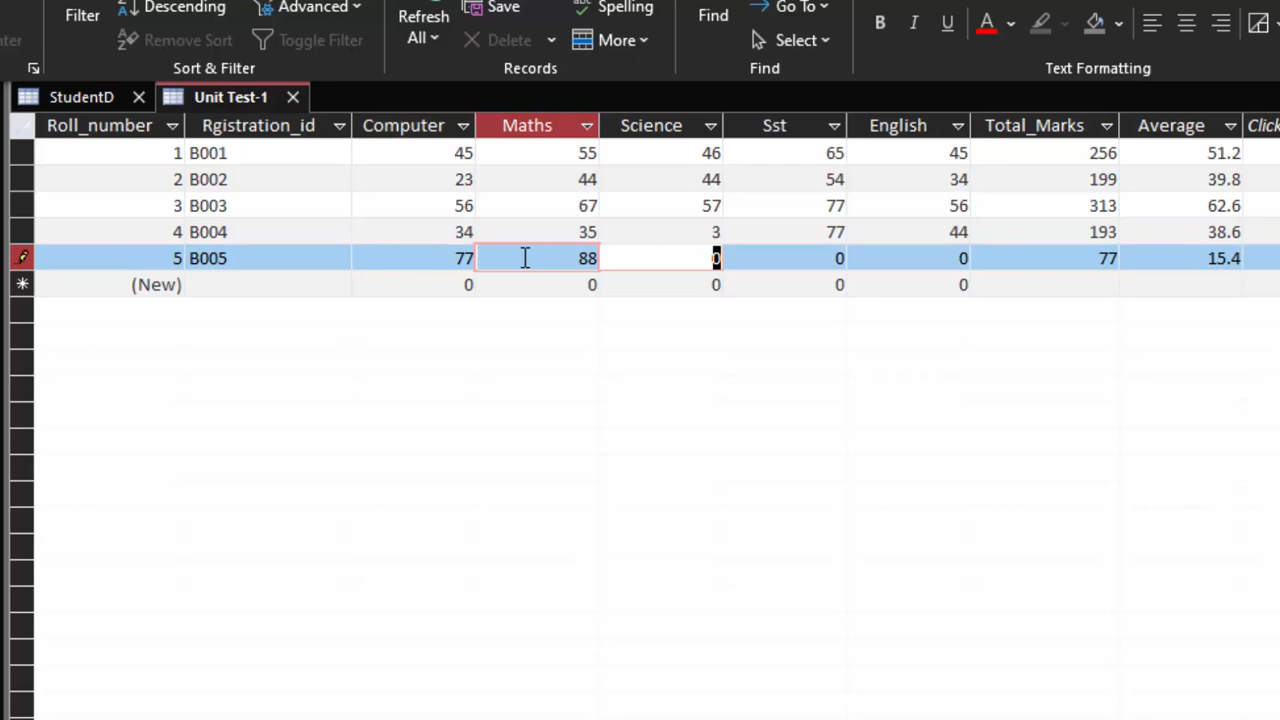 Filter Descending Advanced Refresh All Save Spelling Find Go To
Remove Sort Toggle Filter Delete More Select B I U A
Sort & Filter Records Find Text Formatting
StudentD Unit Test-1
Roll_number Rgistration_id Computer Maths Science Sst English Total_Marks Average Click
1 B001 45 55 46 65 45 256 51.2
2 B002 23 44 44 54 34 199 39.8
3 B003 56 67 57 77 56 313 62.6
4 B004 34 35 3 77 44 193 38.6
5 B005 77 88 0 0 0 77 15.4
(New) 0 0 0 0 0